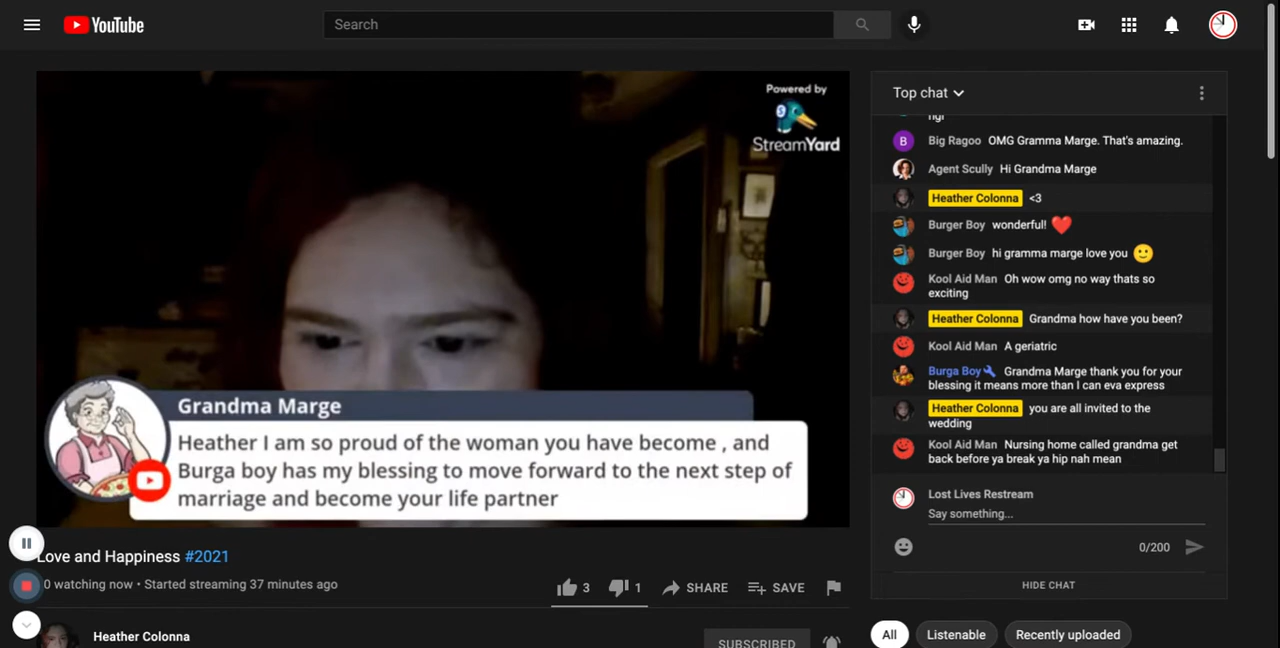 YouTube
Search
Powered by
StreamYard
Grandma Marge
Heather I am so proud of the woman you have become , and
Burga boy has my blessing to move forward to the next step of
marriage and become your life partner
Love and Happiness #2021
0 watching now • Started streaming 37 minutes ago
3
1
SHARE
SAVE
Heather Colonna
SUBSCRIBED
Top chat
B
Big Ragoo OMG Gramma Marge. That's amazing.
Agent Scully Hi Grandma Marge
Heather Colonna <3
Burger Boy wonderful! ❤️
Burger Boy hi gramma marge love you 🙂
Kool Aid Man Oh wow omg no way thats so
exciting
Heather Colonna Grandma how have you been?
Kool Aid Man A geriatric
Burga Boy Grandma Marge thank you for your
blessing it means more than I can eva express
Heather Colonna you are all invited to the
wedding
Kool Aid Man Nursing home called grandma get
back before ya break ya hip nah mean
Lost Lives Restream
Say something...
0/200
HIDE CHAT
All
Listenable
Recently uploaded